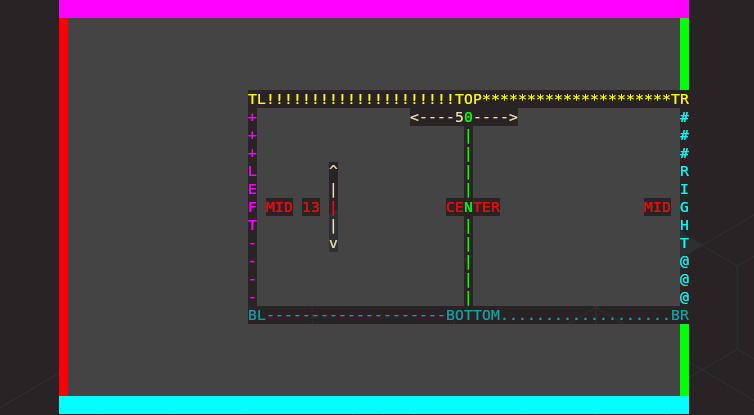 TL!!!!!!!!!!!!!!!!!!!!!TOP*********************TR
+ <----50----> #
+ | #
+ | #
L ^ | R
E | | I
F MID 13 | CENTER MID G
T | | H
- v | T
- | @
- | @
- | @
BL--------------------BOTTOM...................BR